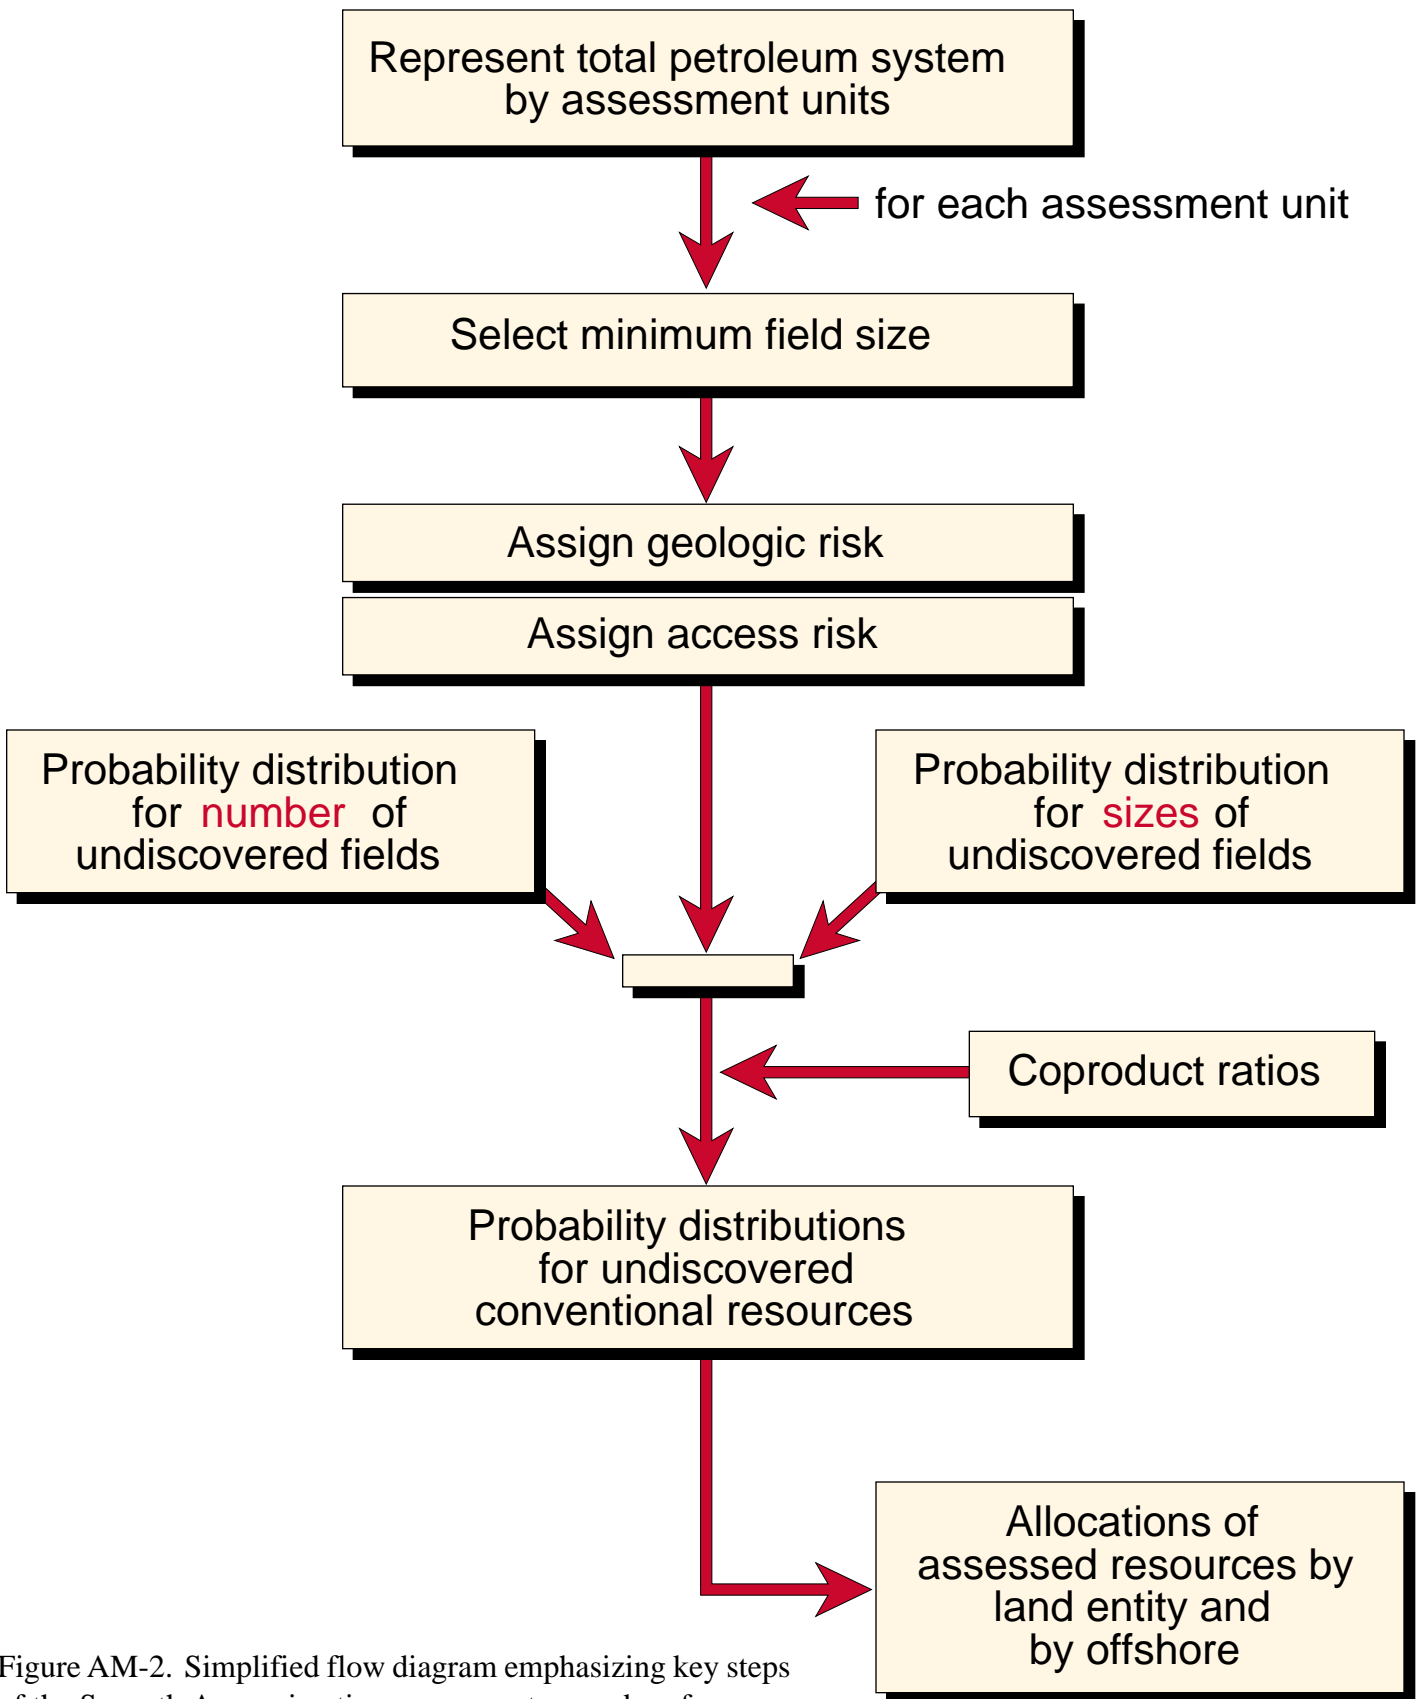 Represent total petroleum system
by assessment units
for each assessment unit
Select minimum field size
Assign geologic risk
Assign access risk
Probability distribution
for number of
undiscovered fields
Probability distribution
for sizes of
undiscovered fields
Coproduct ratios
Probability distributions
for undiscovered
conventional resources
Allocations of
assessed resources by
land entity and
by offshore
Figure AM-2. Simplified flow diagram emphasizing key steps